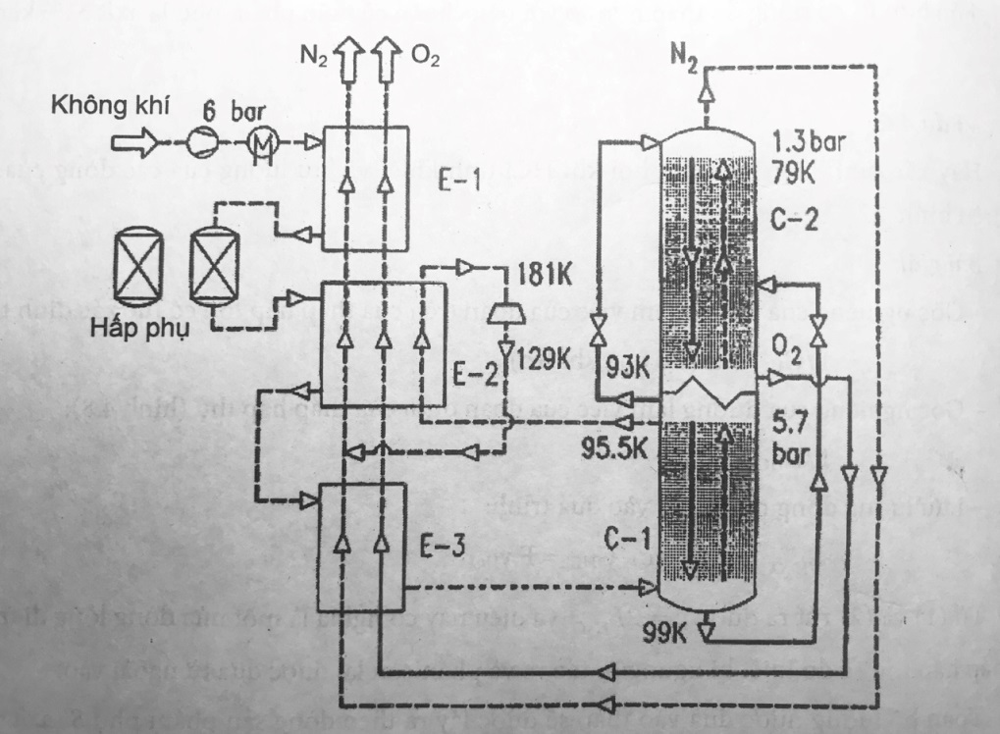 N₂
O₂
Không khí
6 bar
M
E-1
Hấp phụ
181K
129K
E-2
E-3
N₂
1.3 bar
79K
C-2
O₂
93K
95.5K
5.7
bar
C-1
99K